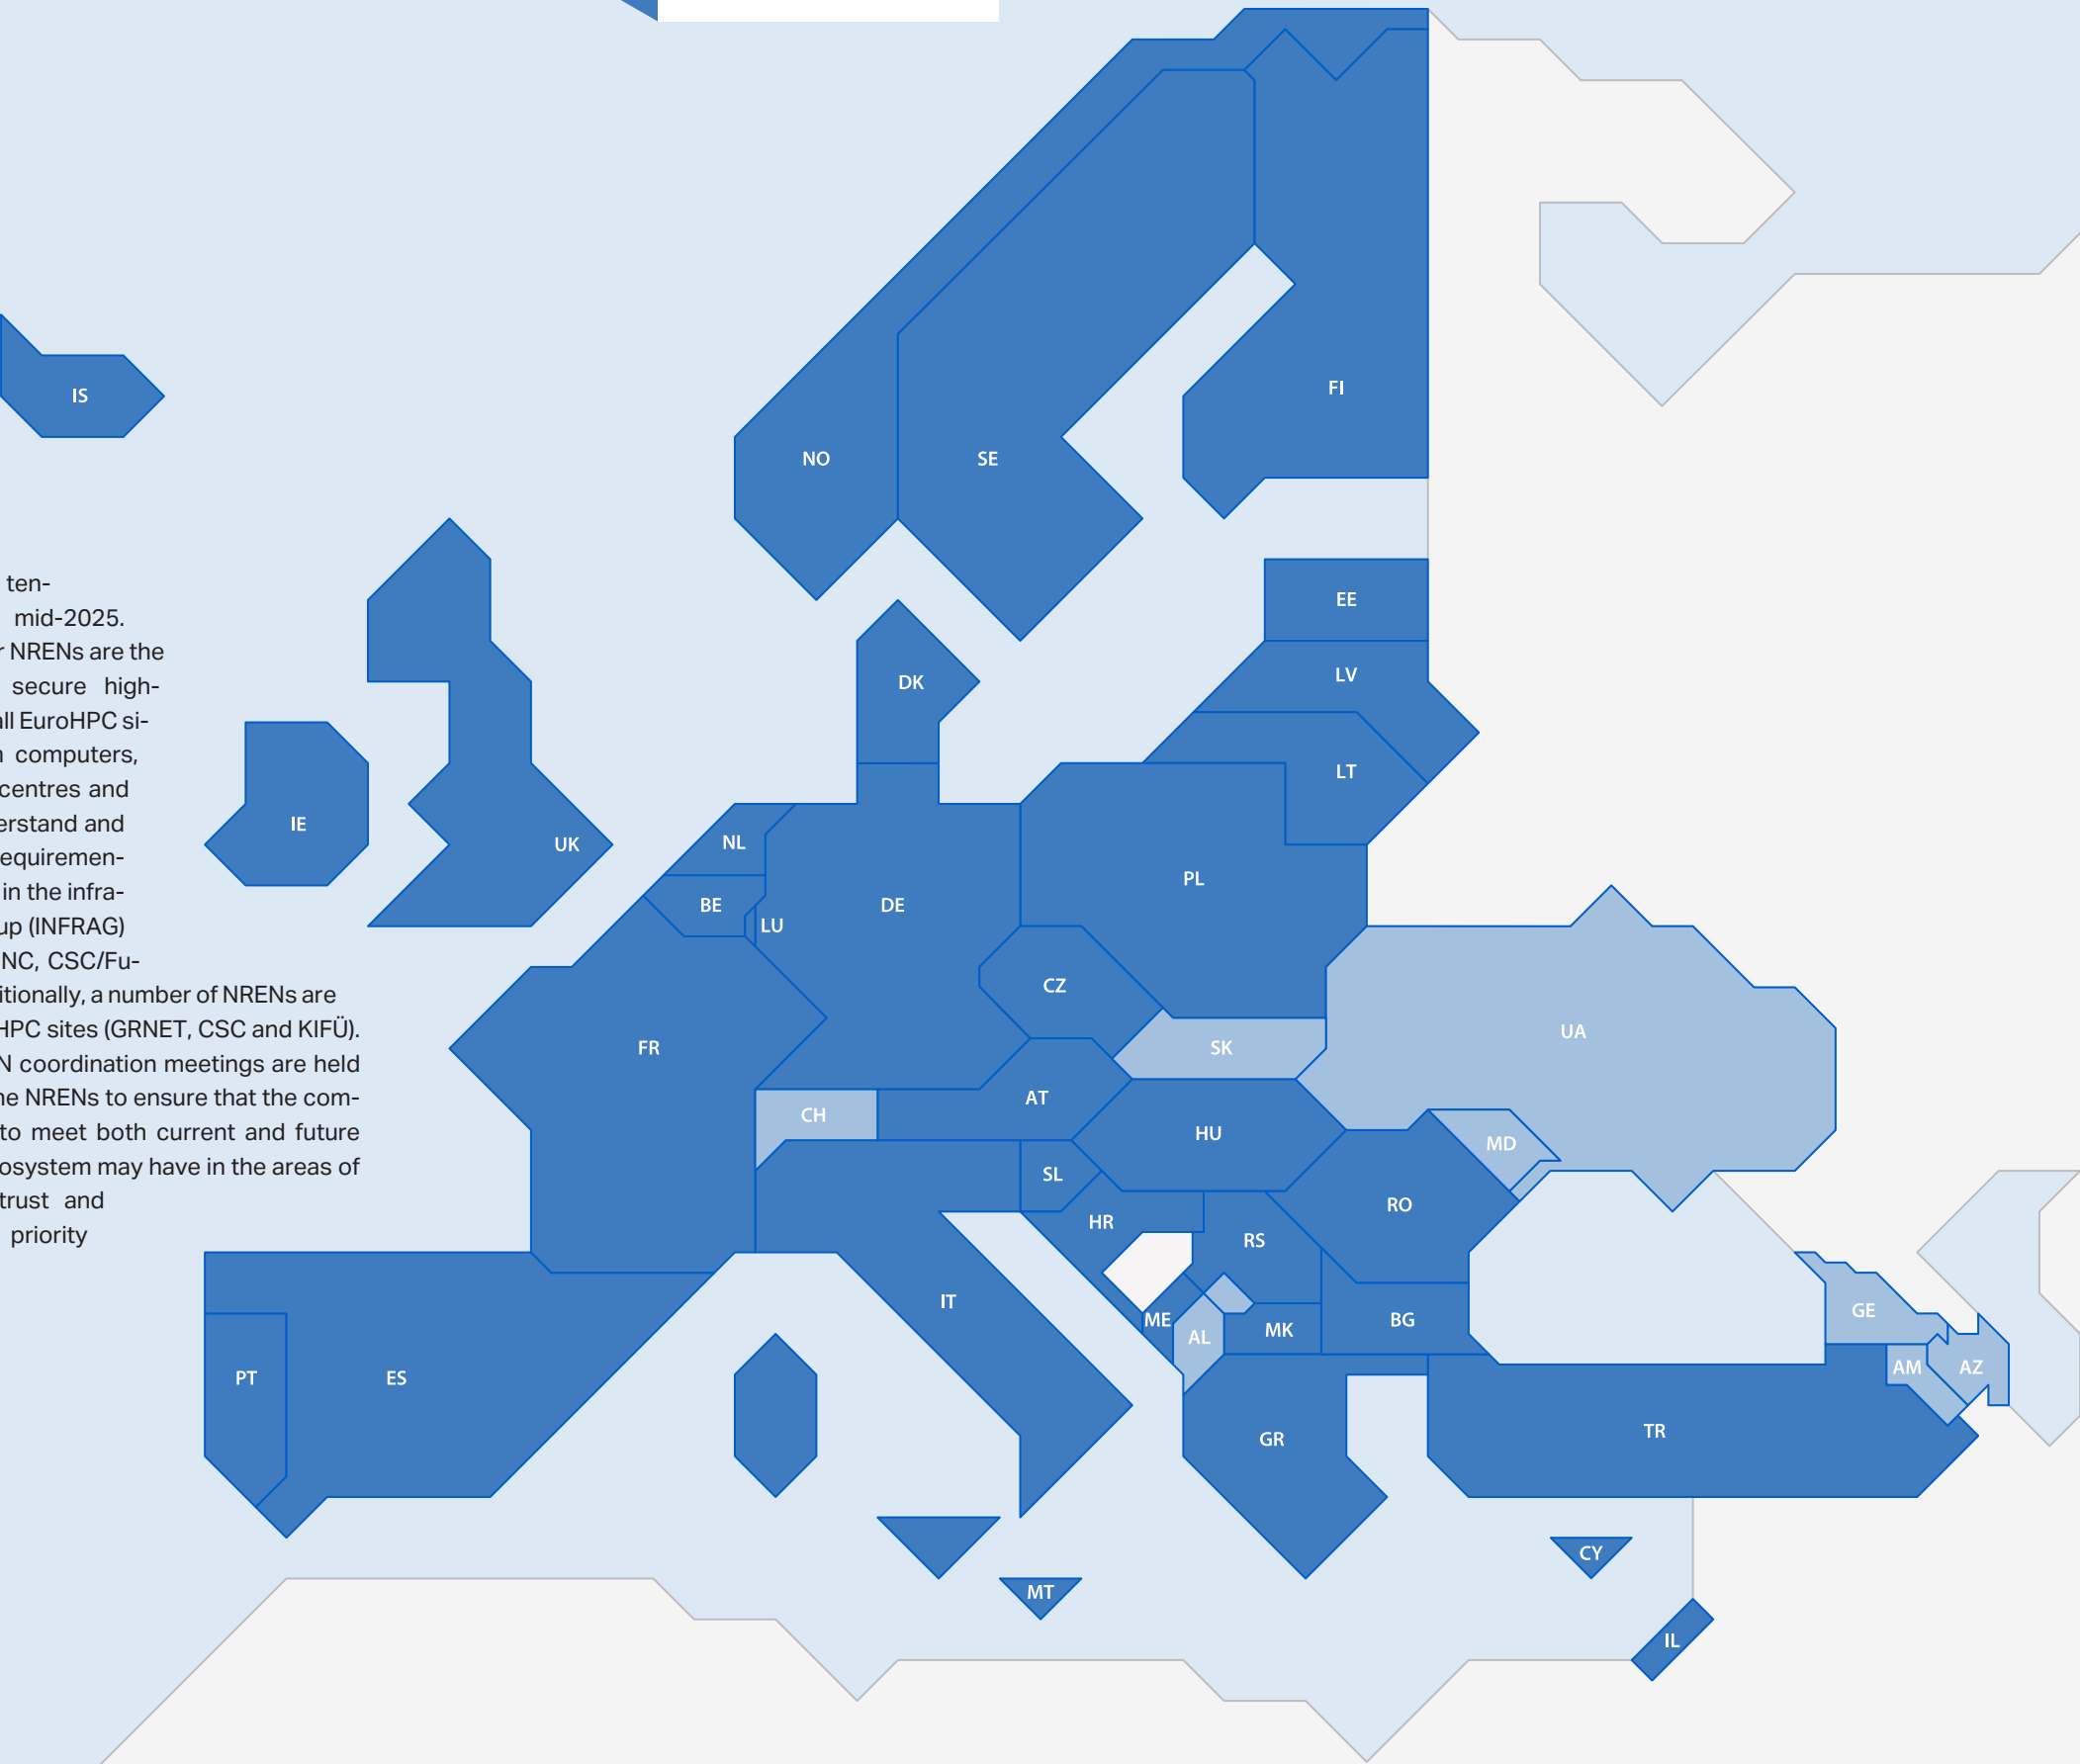 ten-
mid-2025.
r NRENs are the
secure high-
all EuroHPC si-
computers,
centres and
erstand and
equiremen-
in the infra-
up (INFRAG)
NC, CSC/Fu-
itionally, a number of NRENs are
HPC sites (GRNET, CSC and KIFÜ).
N coordination meetings are held
ne NRENs to ensure that the com-
to meet both current and future
osystem may have in the areas of
trust and
priority
IS
FI
NO
SE
EE
LV
DK
LT
IE
UK
NL
PL
BE
DE
LU
CZ
UA
FR
SK
AT
CH
HU
MD
SL
RO
HR
RS
IT
GE
ME
BG
MK
AL
AM
AZ
PT
ES
TR
GR
CY
MT
IL